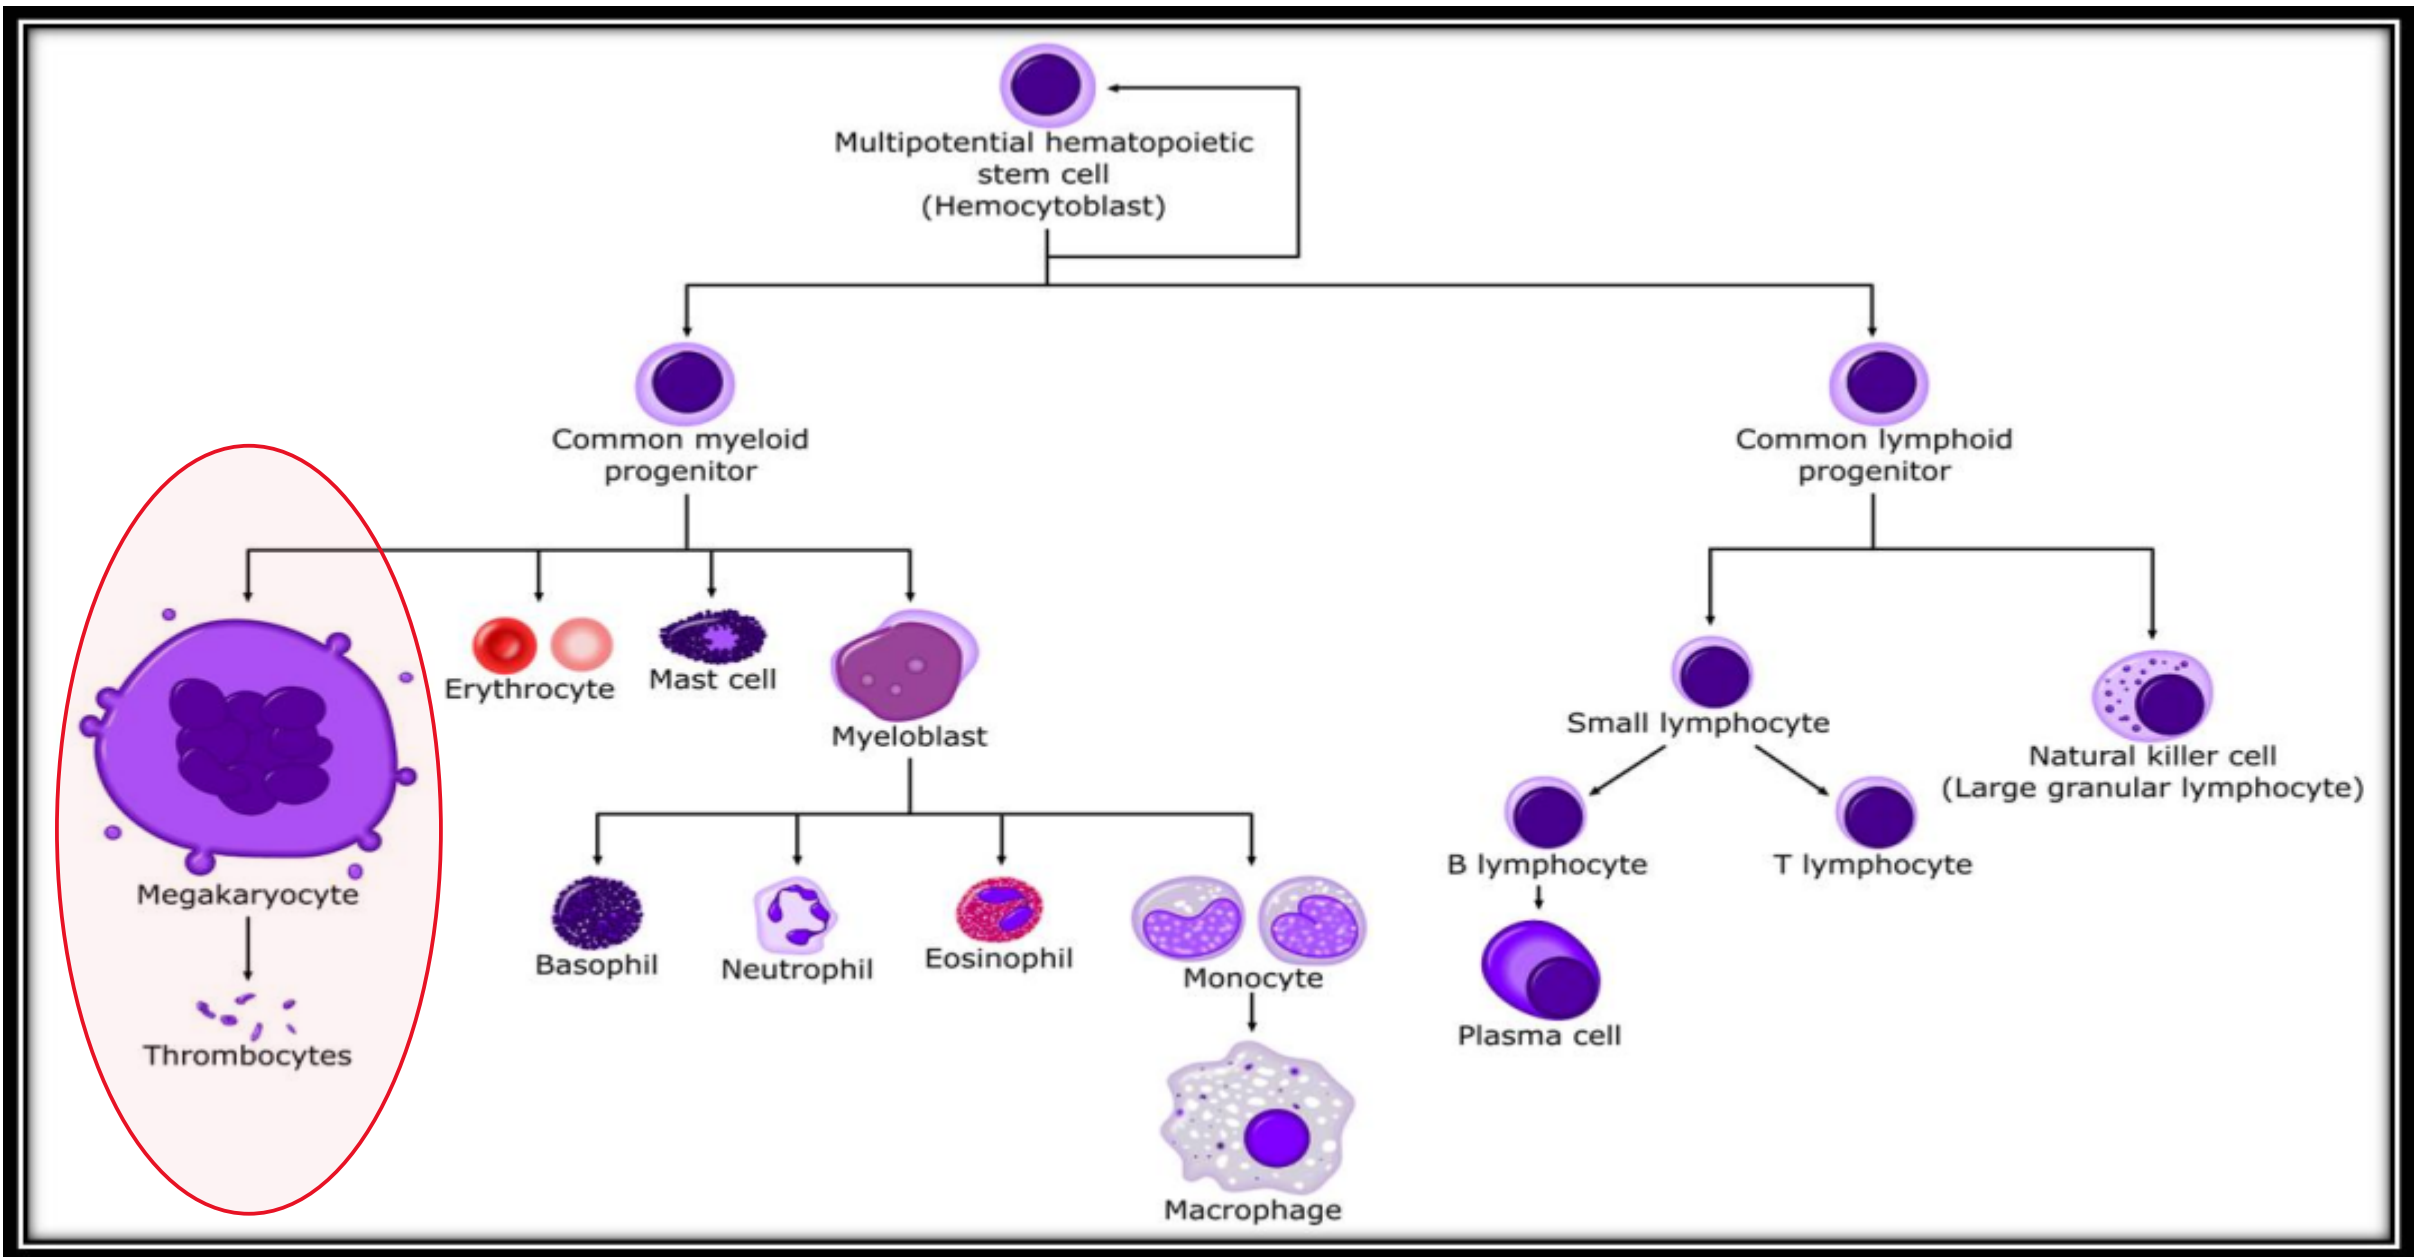 Multipotential hematopoietic
stem cell
(Hemocytoblast)
Common myeloid
progenitor
Common lymphoid
progenitor
Megakaryocyte
Thrombocytes
Erythrocyte
Mast cell
Myeloblast
Basophil
Neutrophil
Eosinophil
Monocyte
Macrophage
Small lymphocyte
Natural killer cell
(Large granular lymphocyte)
B lymphocyte
T lymphocyte
Plasma cell